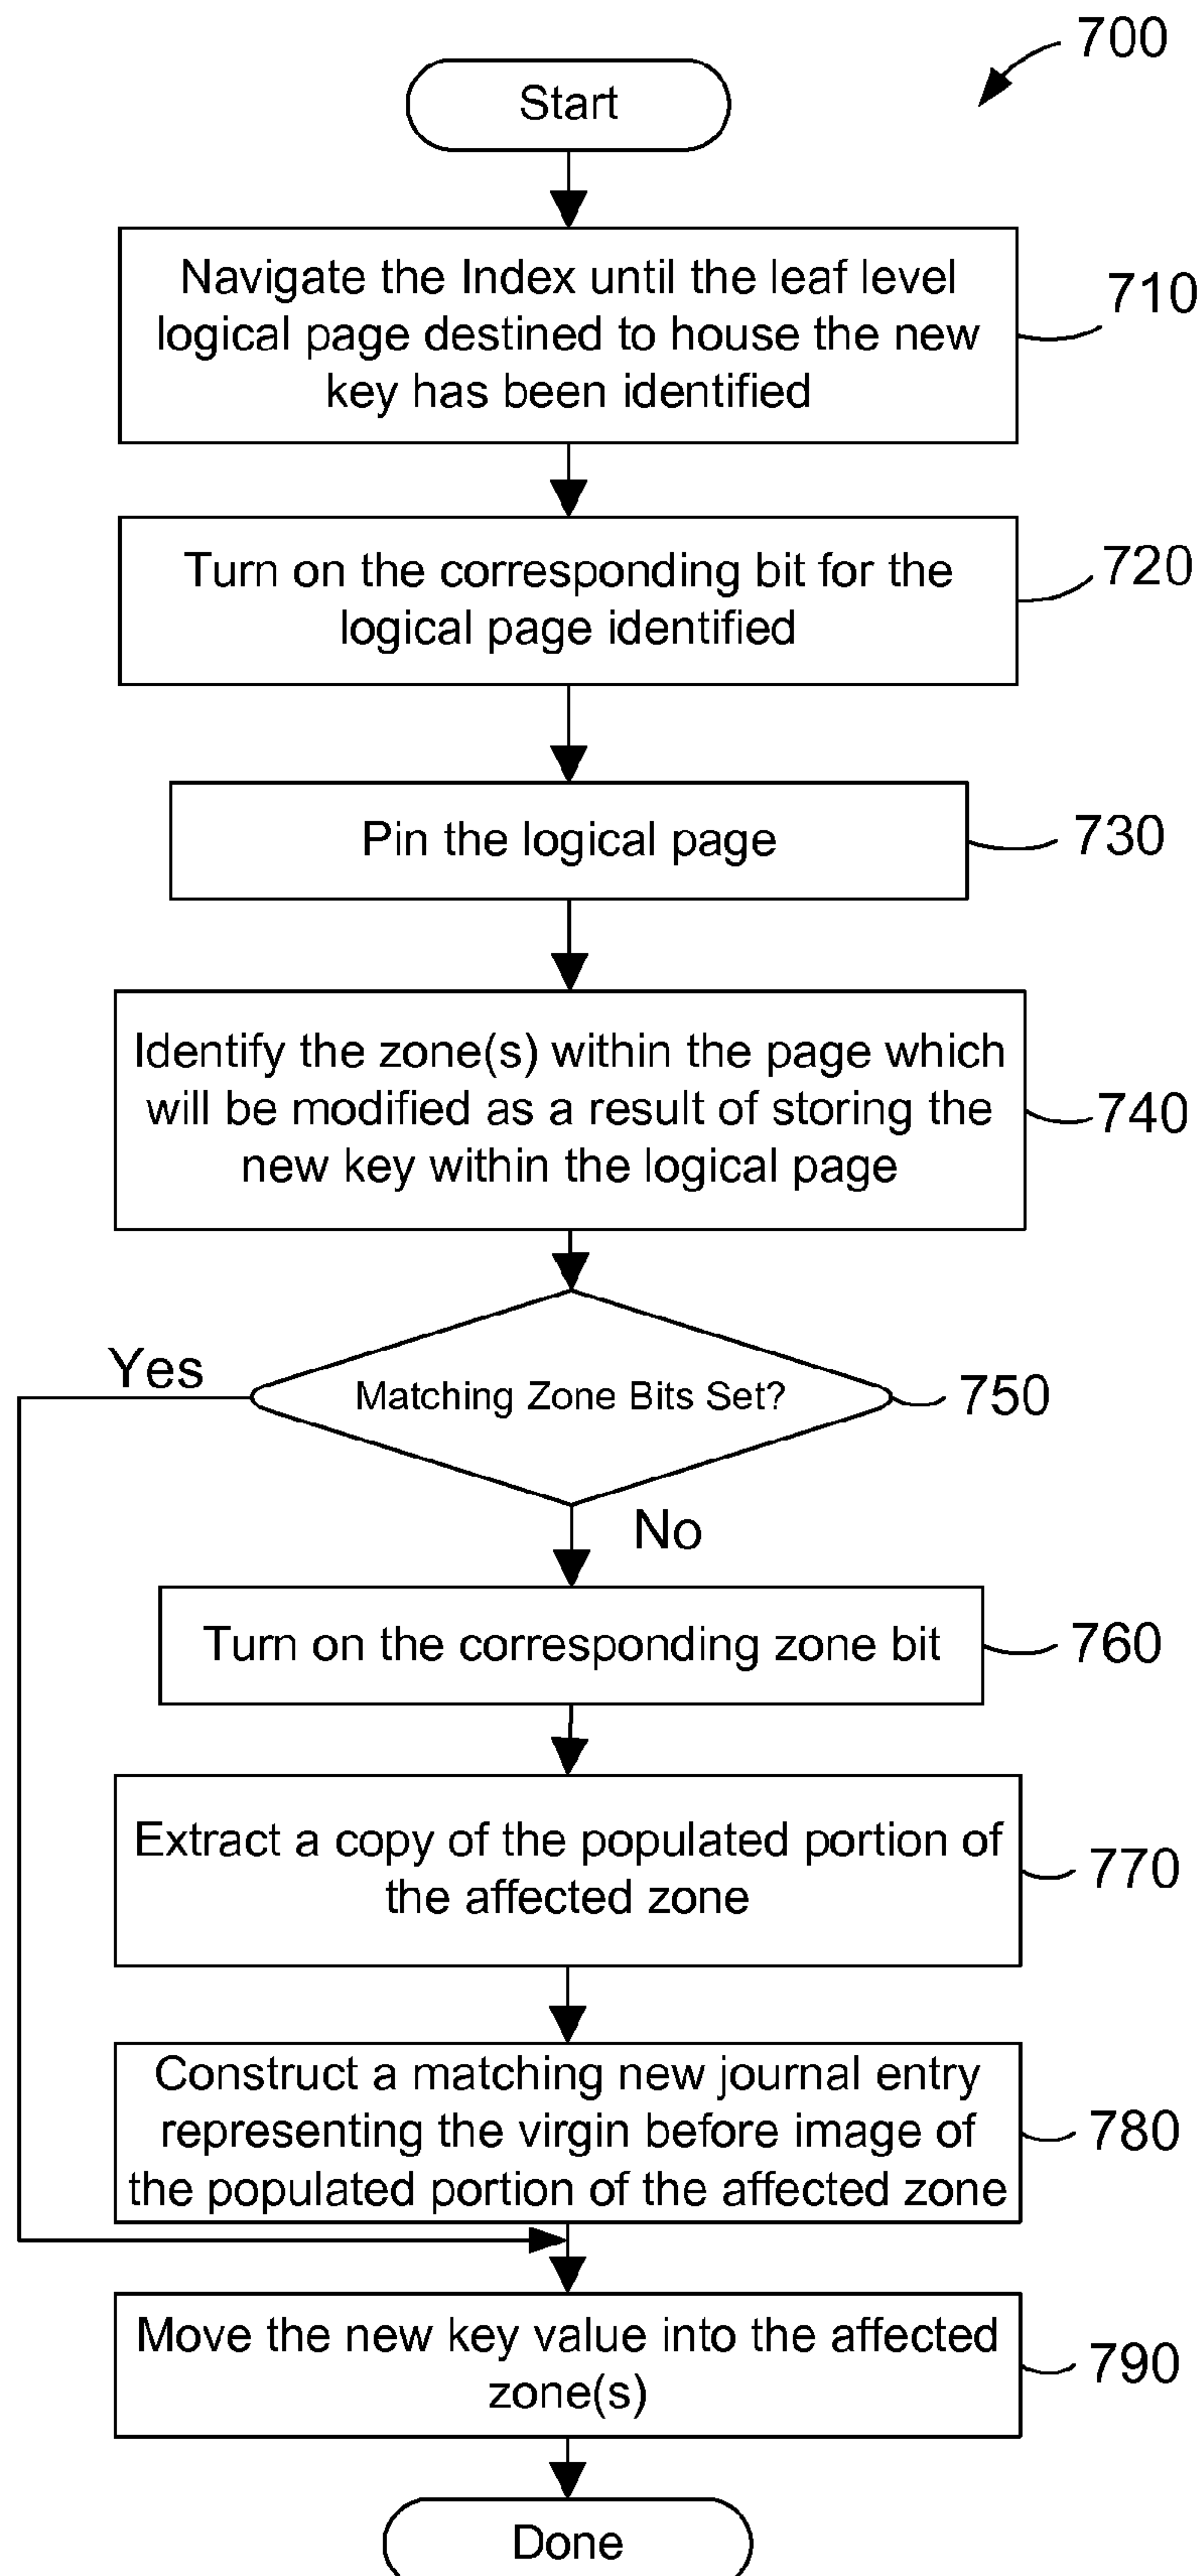 700
Start
Navigate the Index until the leaf level
logical page destined to house the new
key has been identified
710
Turn on the corresponding bit for the
logical page identified
720
Pin the logical page
730
Identify the zone(s) within the page which
will be modified as a result of storing the
new key within the logical page
740
Yes
Matching Zone Bits Set?
750
No
Turn on the corresponding zone bit
760
Extract a copy of the populated portion of
the affected zone
770
Construct a matching new journal entry
representing the virgin before image of
the populated portion of the affected zone
780
Move the new key value into the affected
zone(s)
790
Done